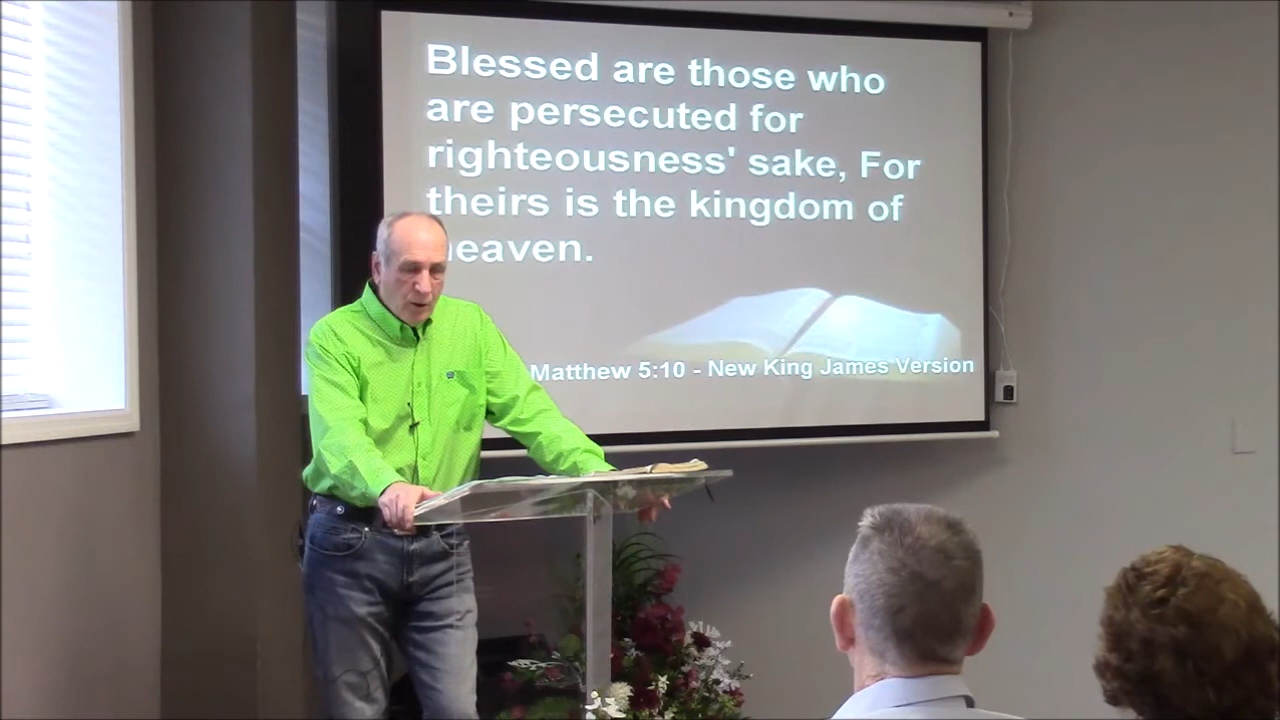 Blessed are those who
are persecuted for
righteousness' sake, For
theirs is the kingdom of
heaven.
Matthew 5:10 - New King James Version